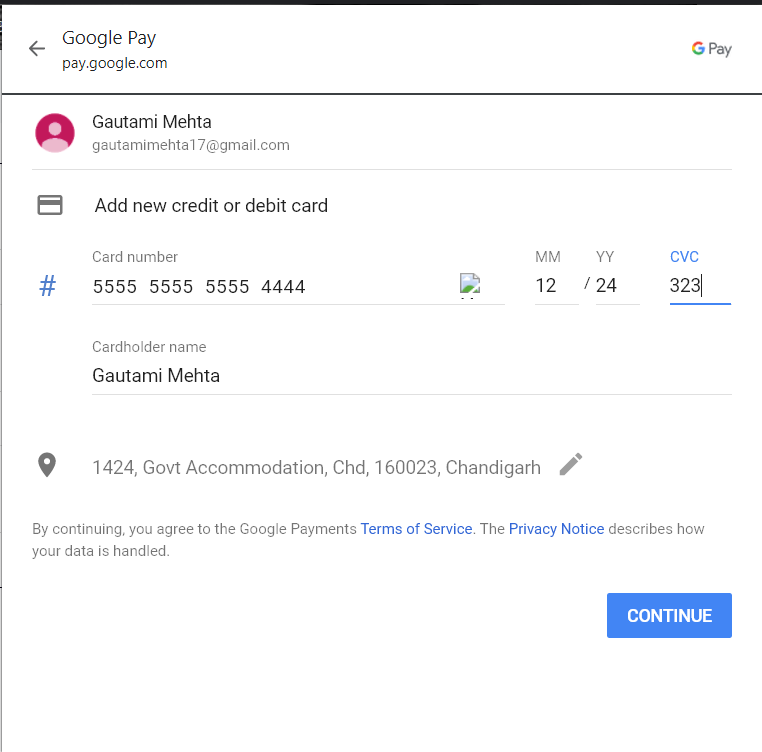 Google Pay
pay.google.com
G Pay
Gautami Mehta
gautamimehta17@gmail.com
Add new credit or debit card
Card number MM YY CVC
# 5555 5555 5555 4444 12 / 24 323
Cardholder name
Gautami Mehta
1424, Govt Accommodation, Chd, 160023, Chandigarh
By continuing, you agree to the Google Payments Terms of Service. The Privacy Notice describes how
your data is handled.
CONTINUE